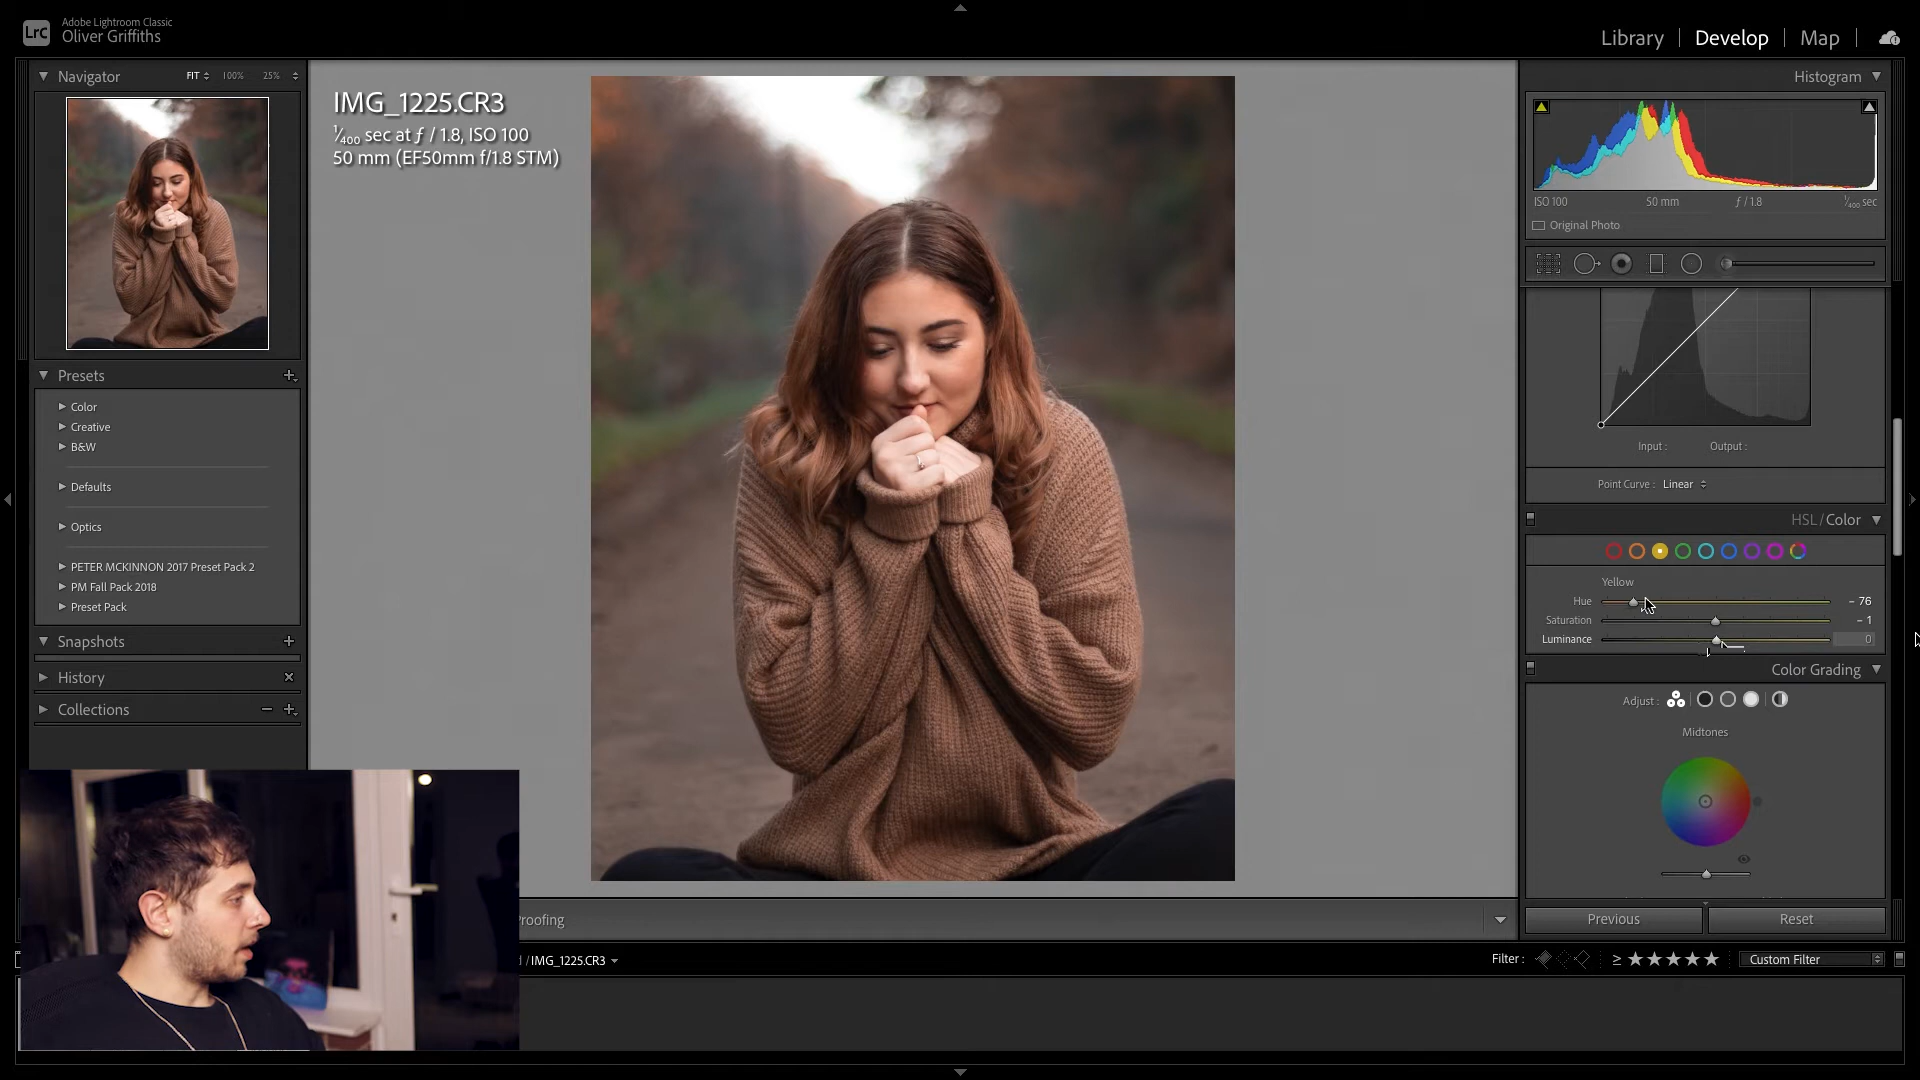 Adobe Lightroom Classic
Oliver Griffiths
LrC
Library | Develop | Map |
Navigator FIT 100% 25%
IMG_1225.CR3
1/400 sec at ƒ / 1.8, ISO 100
50 mm (EF50mm f/1.8 STM)
Presets
Color
Creative
B&W
Defaults
Optics
PETER MCKINNON 2017 Preset Pack 2
PM Fall Pack 2018
Preset Pack
Snapshots
History
Collections
Histogram
ISO 100 50 mm ƒ / 1.8 1/400 sec
Original Photo
Input : Output :
Point Curve : Linear
HSL / Color
Yellow
Hue - 76
Saturation - 1
Luminance 0
Color Grading
Adjust :
Midtones
Previous Reset
roofing
/ IMG_1225.CR3
Filter : ≥ ★★★★★ Custom Filter